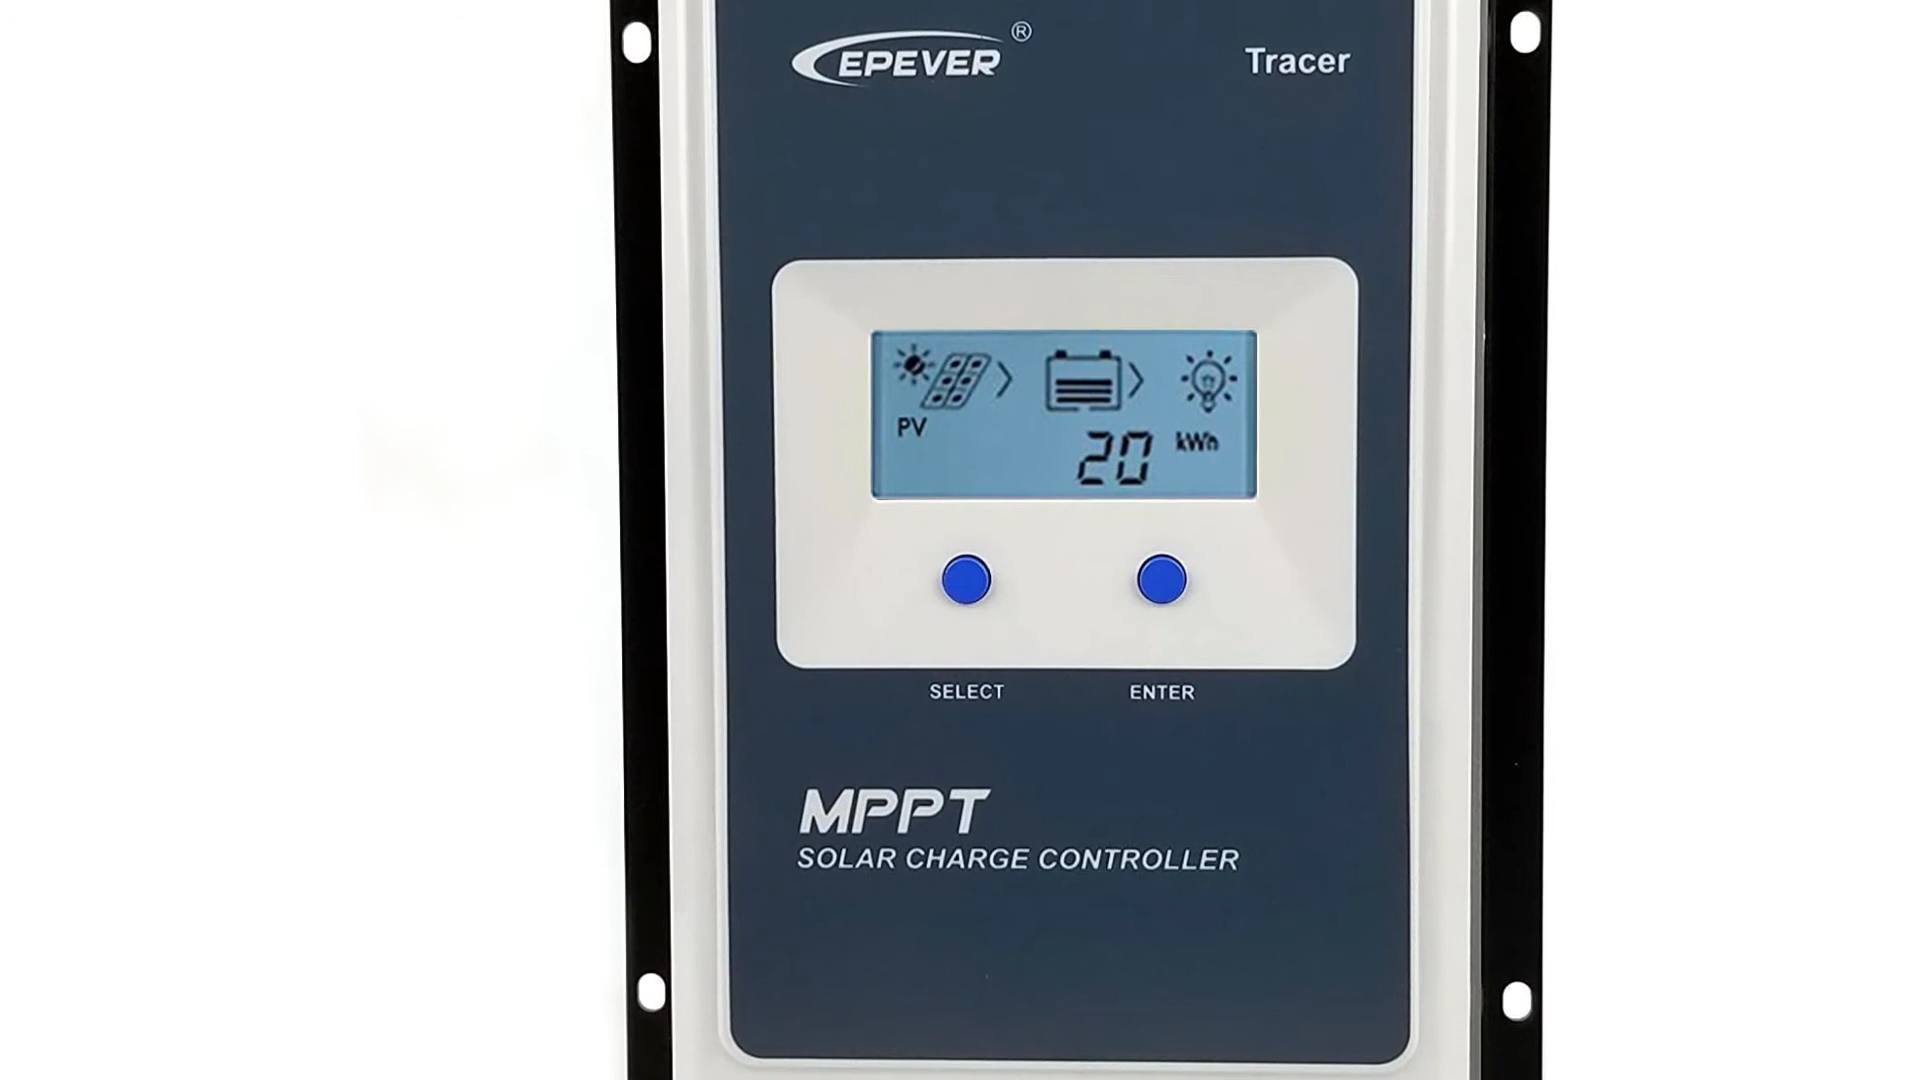 EPEVER®
Tracer
PV
20 kWh
SELECT
ENTER
MPPT
SOLAR CHARGE CONTROLLER